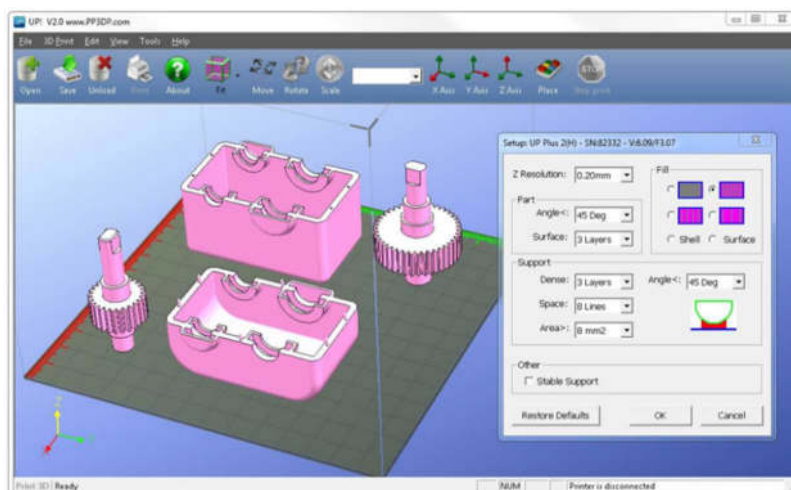 UP! V2.0 www.PP3DP.com
File 3D Print Edit View Tools Help
Open Save Unload Print About Fit Move Rotate Scale X Axis Y Axis Z Axis Place Stop print
STOP
Setup: UP Plus 2(H) - SN:82332 - V:6.09/F3.07
Z Resolution: 0.20mm
Fill
Part
Angle<: 45 Deg
Surface: 3 Layers
Shell Surface
Support
Dense: 3 Layers Angle<: 45 Deg
Space: 8 Lines
Area>: 8 mm2
Other
Stable Support
Restore Defaults OK Cancel
Z
X
Print 3D Ready NUM Printer is disconnected